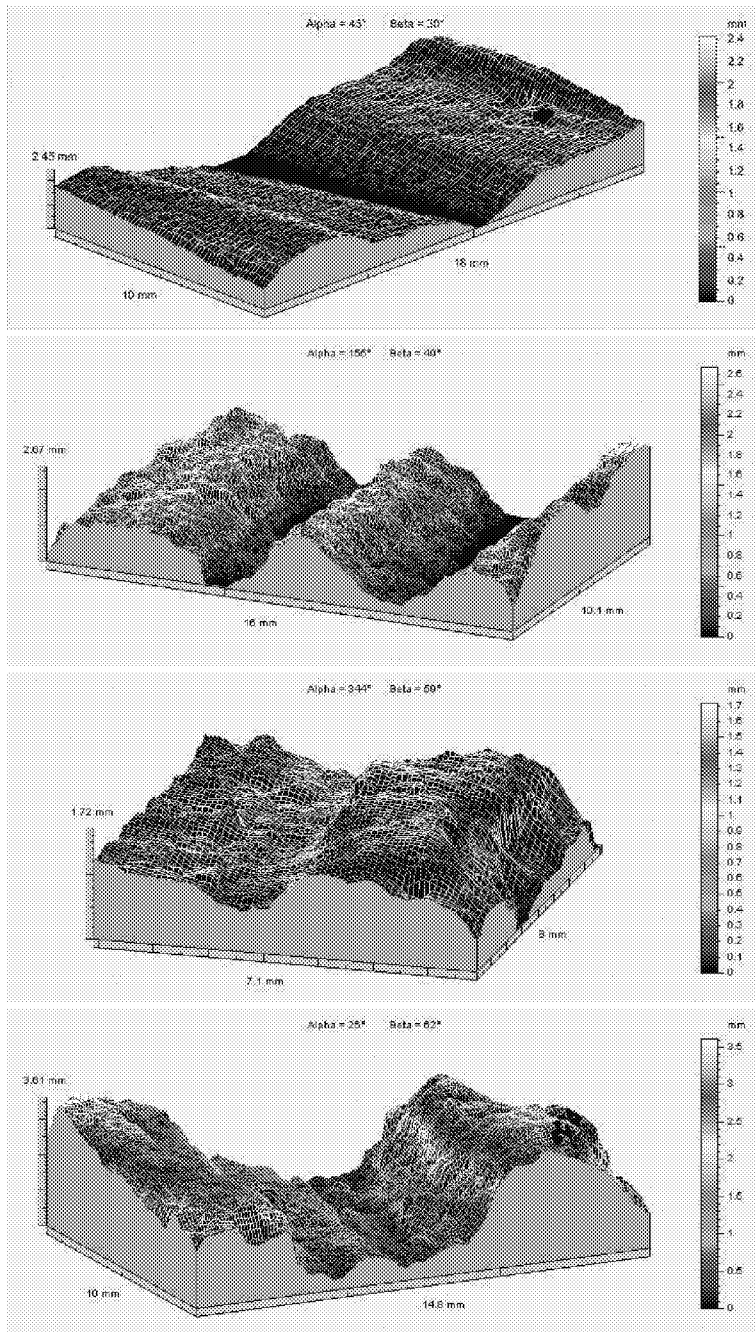 Alpha = 45° Beta = 30°
mm
2.4
2.2
2
1.8
1.6
1.4
1.2
1
0.8
0.6
0.4
0.2
0
2.45 mm
10 mm
18 mm
Alpha = 155° Beta = 40°
mm
2.6
2.4
2.2
2
1.8
1.6
1.4
1.2
1
0.8
0.6
0.4
0.2
0
2.67 mm
16 mm
10.1 mm
Alpha = 344° Beta = 59°
mm
1.7
1.6
1.5
1.4
1.3
1.2
1.1
1
0.9
0.8
0.7
0.6
0.5
0.4
0.3
0.2
0.1
0
1.72 mm
7.1 mm
8 mm
Alpha = 25° Beta = 62°
mm
3.5
3
2.5
2
1.5
1
0.5
0
3.61 mm
10 mm
14.8 mm